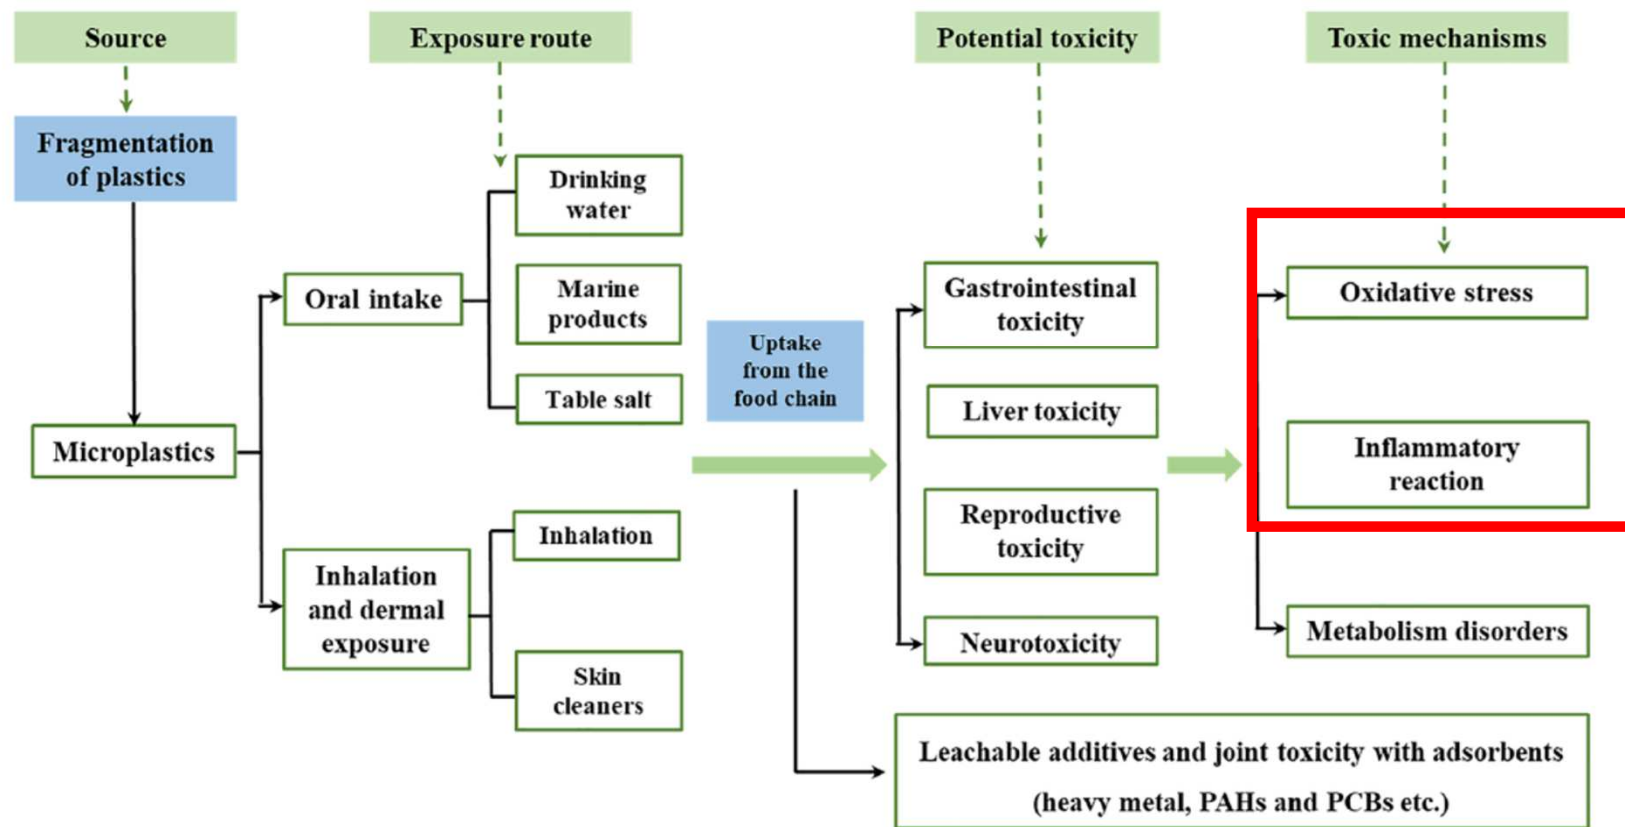 Source
Exposure route
Potential toxicity
Toxic mechanisms
Fragmentation
of plastics
Microplastics
Oral intake
Inhalation
and dermal
exposure
Drinking
water
Marine
products
Table salt
Inhalation
Skin
cleaners
Uptake
from the
food chain
Gastrointestinal
toxicity
Liver toxicity
Reproductive
toxicity
Neurotoxicity
Oxidative stress
Inflammatory
reaction
Metabolism disorders
Leachable additives and joint toxicity with adsorbents
(heavy metal, PAHs and PCBs etc.)